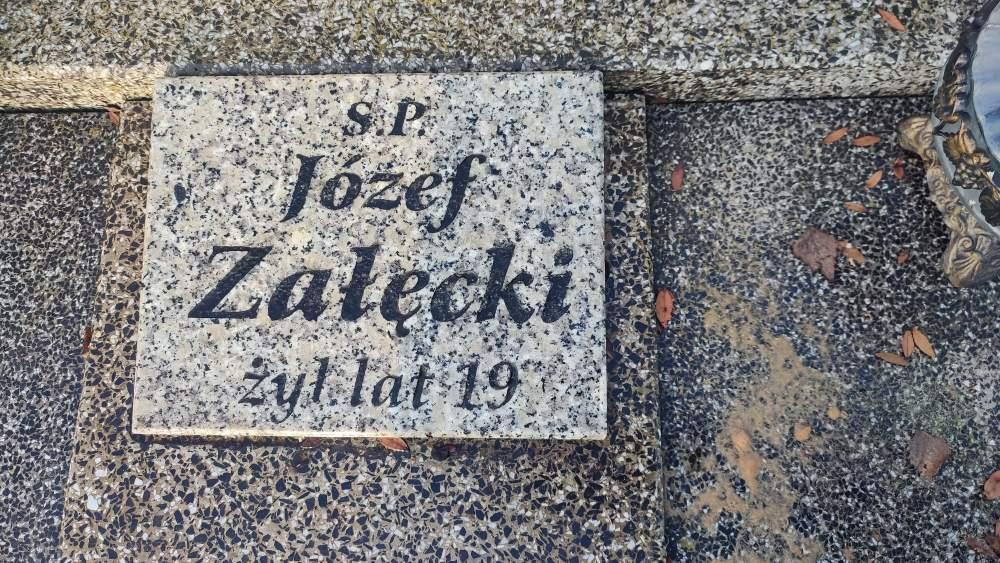 Ś.P.
Józef
Załęcki
żył lat 19